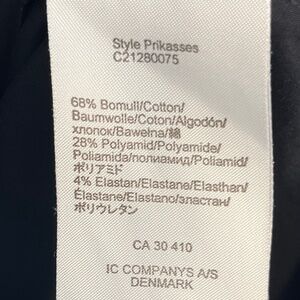 Style Prikasses
C21280075
68% Bomull/Cotton/
Baumwolle/Coton/Algodón/
хлопок/Bawełna/綿
28% Polyamid/Polyamide/
Poliamida/полиамид/Poliamid/
ポリアミド
4% Elastan/Elastane/Elasthan/
Élastane/Elastano/эластан/
ポリウレタン
CA 30 410
IC COMPANYS A/S
DENMARK